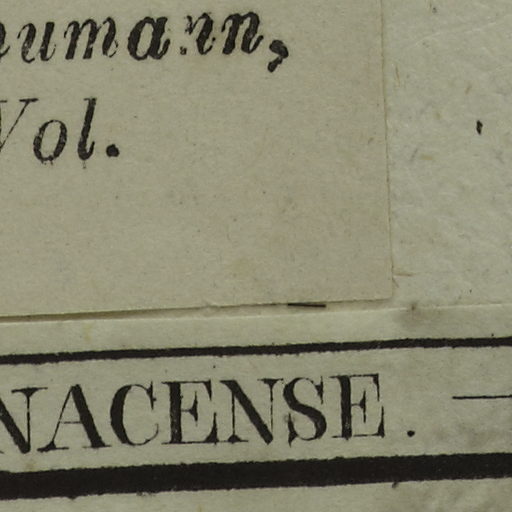 umann,
Vol.
NACENSE.